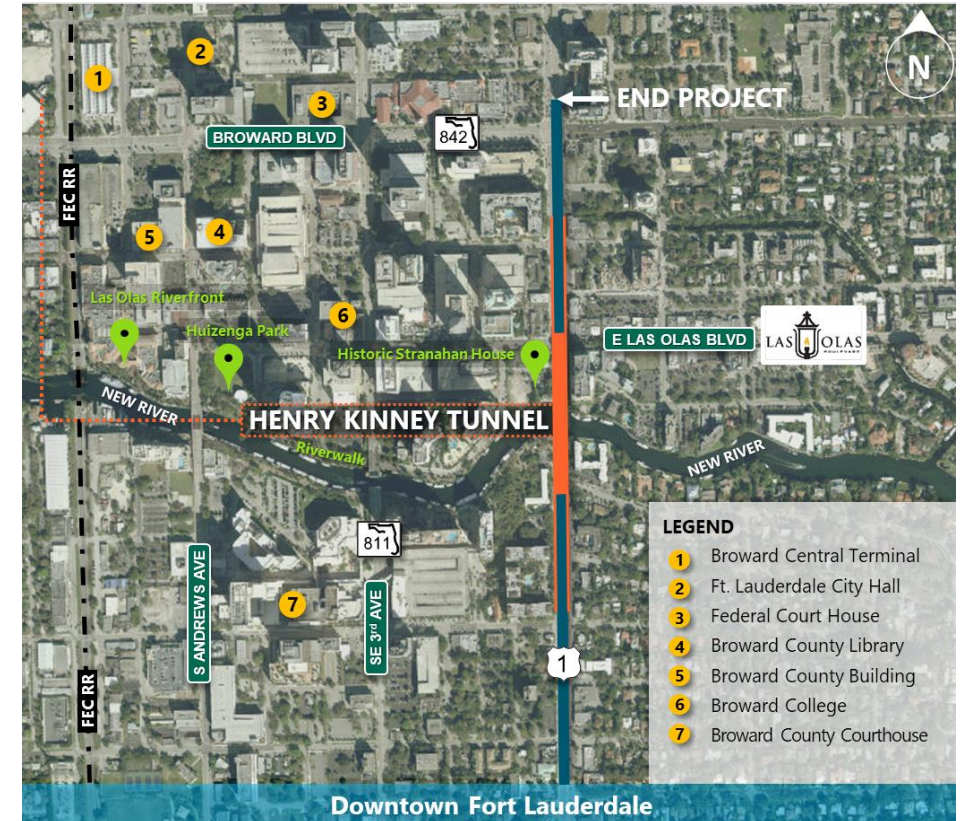 2
1
N
3
END PROJECT
842
BROWARD BLVD
FEC RR
4
5
Las Olas Riverfront
Huizenga Park
6
Historic Stranahan House
E LAS OLAS BLVD
LAS OLAS
BOULEVARD
NEW RIVER
HENRY KINNEY TUNNEL
Riverwalk
NEW RIVER
811
S ANDREWS AVE
7
SE 3rd AVE
1
FEC RR
LEGEND
1 Broward Central Terminal
2 Ft. Lauderdale City Hall
3 Federal Court House
4 Broward County Library
5 Broward County Building
6 Broward College
7 Broward County Courthouse
Downtown Fort Lauderdale